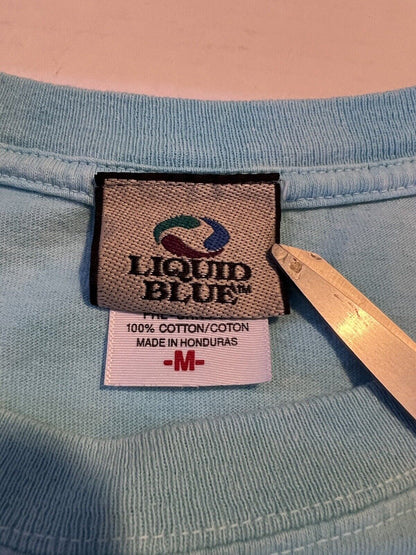 LIQUID
BLUE™
100% COTTON/COTON
MADE IN HONDURAS
-M-